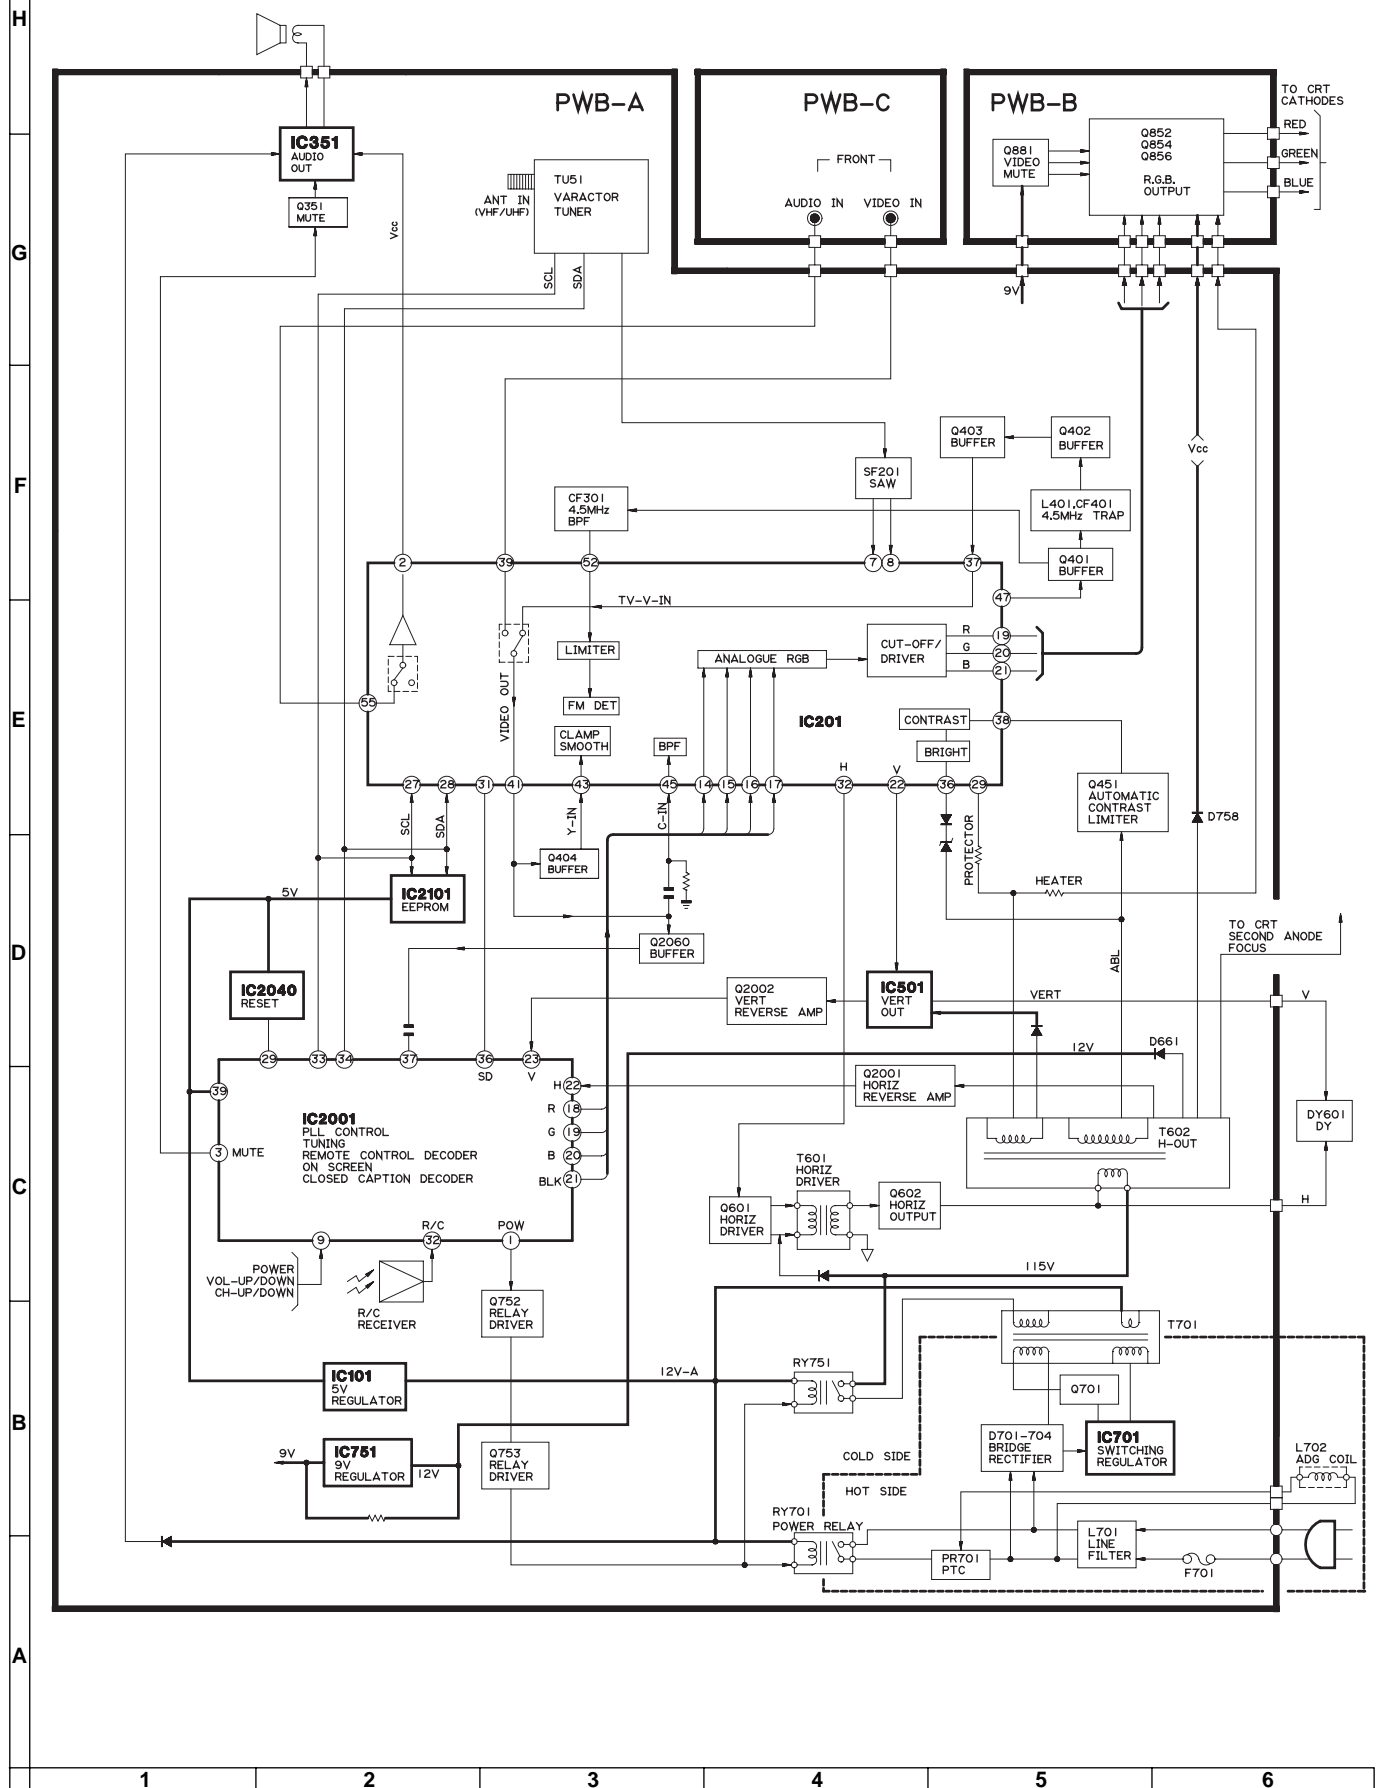 H
G
F
E
D
C
B
A
1
2
3
4
5
6
PWB-A
PWB-C
PWB-B
TO CRT
CATHODES
RED
GREEN
BLUE
IC351
AUDIO
OUT
Q351
MUTE
Vcc
ANT IN
(VHF/UHF)
TU51
VARACTOR
TUNER
SCL
SDA
FRONT
AUDIO IN
VIDEO IN
Q881
VIDEO
MUTE
Q852
Q854
Q856
R.G.B.
OUTPUT
9V
Q403
BUFFER
Q402
BUFFER
Vcc
SF201
SAW
CF301
4.5MHz
BPF
L401,CF401
4.5MHz TRAP
Q401
BUFFER
2
39
52
7
8
37
47
TV-V-IN
LIMITER
FM DET
ANALOGUE RGB
CUT-OFF/
DRIVER
R
G
B
19
20
21
55
VIDEO OUT
CLAMP
SMOOTH
BPF
IC201
CONTRAST
BRIGHT
38
H
V
27
28
31
41
43
45
14
15
16
17
32
22
36
29
Q451
AUTOMATIC
CONTRAST
LIMITER
D758
SCL
SDA
Y-IN
C-IN
PROTECTOR
Q404
BUFFER
HEATER
5V
IC2101
EEPROM
Q2060
BUFFER
ABL
TO CRT
SECOND ANODE
FOCUS
IC2040
RESET
Q2002
VERT
REVERSE AMP
IC501
VERT
OUT
VERT
V
29
33
34
37
36
23
SD
V
12V
D661
39
H
22
R
18
G
19
B
20
BLK
21
Q2001
HORIZ
REVERSE AMP
IC2001
PLL CONTROL
TUNING
REMOTE CONTROL DECODER
ON SCREEN
CLOSED CAPTION DECODER
3
MUTE
T602
H-OUT
DY601
DY
T601
HORIZ
DRIVER
Q601
HORIZ
DRIVER
Q602
HORIZ
OUTPUT
H
R/C
POW
9
32
1
POWER
VOL-UP/DOWN
CH-UP/DOWN
R/C
RECEIVER
115V
Q752
RELAY
DRIVER
T701
IC101
5V
REGULATOR
12V-A
RY751
Q701
9V
IC751
9V
REGULATOR
12V
Q753
RELAY
DRIVER
COLD SIDE
HOT SIDE
D701-704
BRIDGE
RECTIFIER
IC701
SWITCHING
REGULATOR
L702
ADG COIL
RY701
POWER RELAY
PR701
PTC
L701
LINE
FILTER
F701